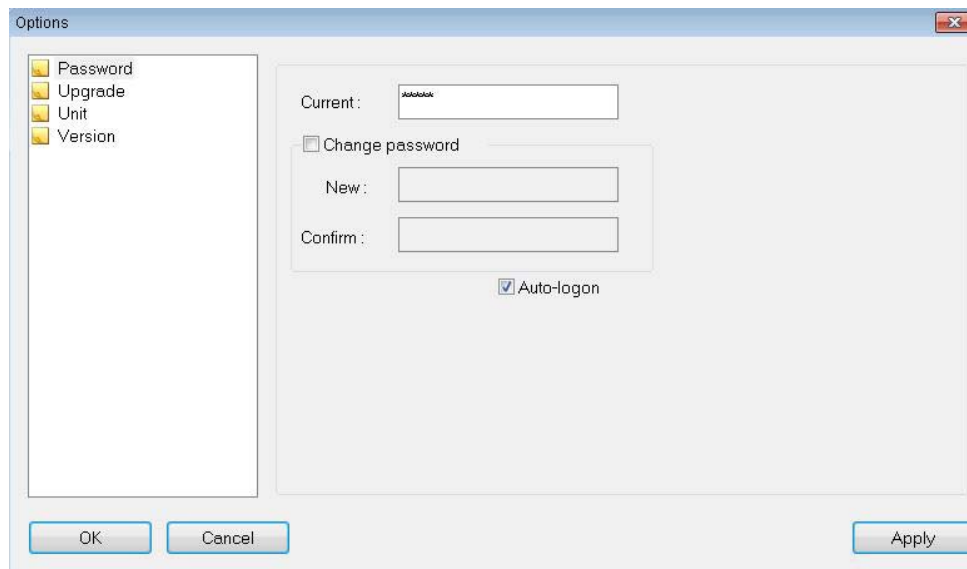 Options
Password
Upgrade
Unit
Version
Current : ******
Change password
New :
Confirm :
Auto-logon
OK Cancel Apply